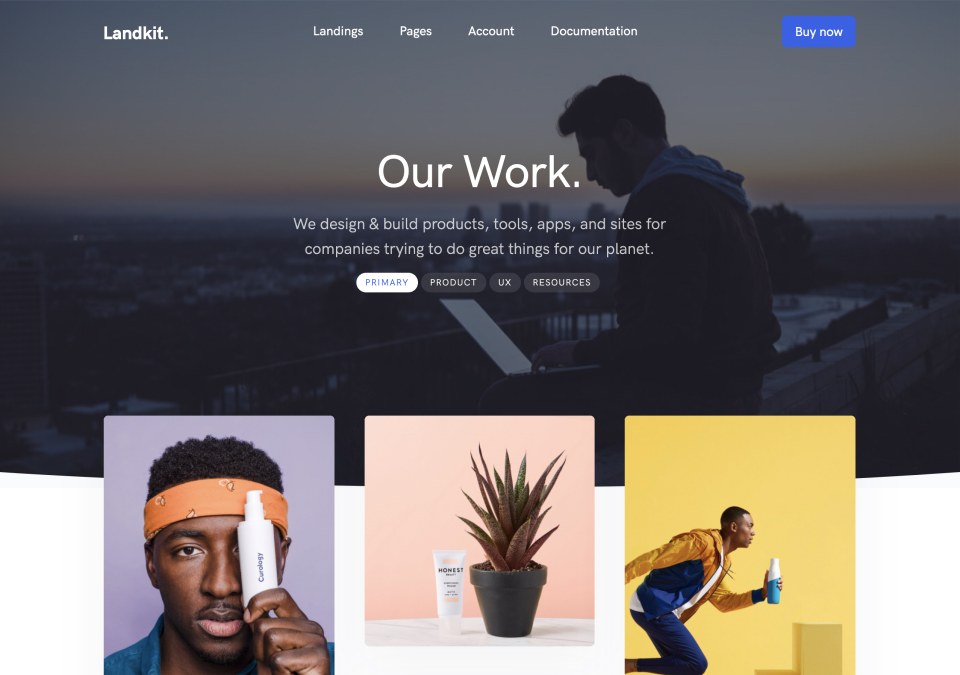 Landkit.
Landings Pages Account Documentation
Buy now
Our Work.
We design & build products, tools, apps, and sites for
companies trying to do great things for our planet.
PRIMARY PRODUCT UX RESOURCES
Curology
HONEST
BEAUTY